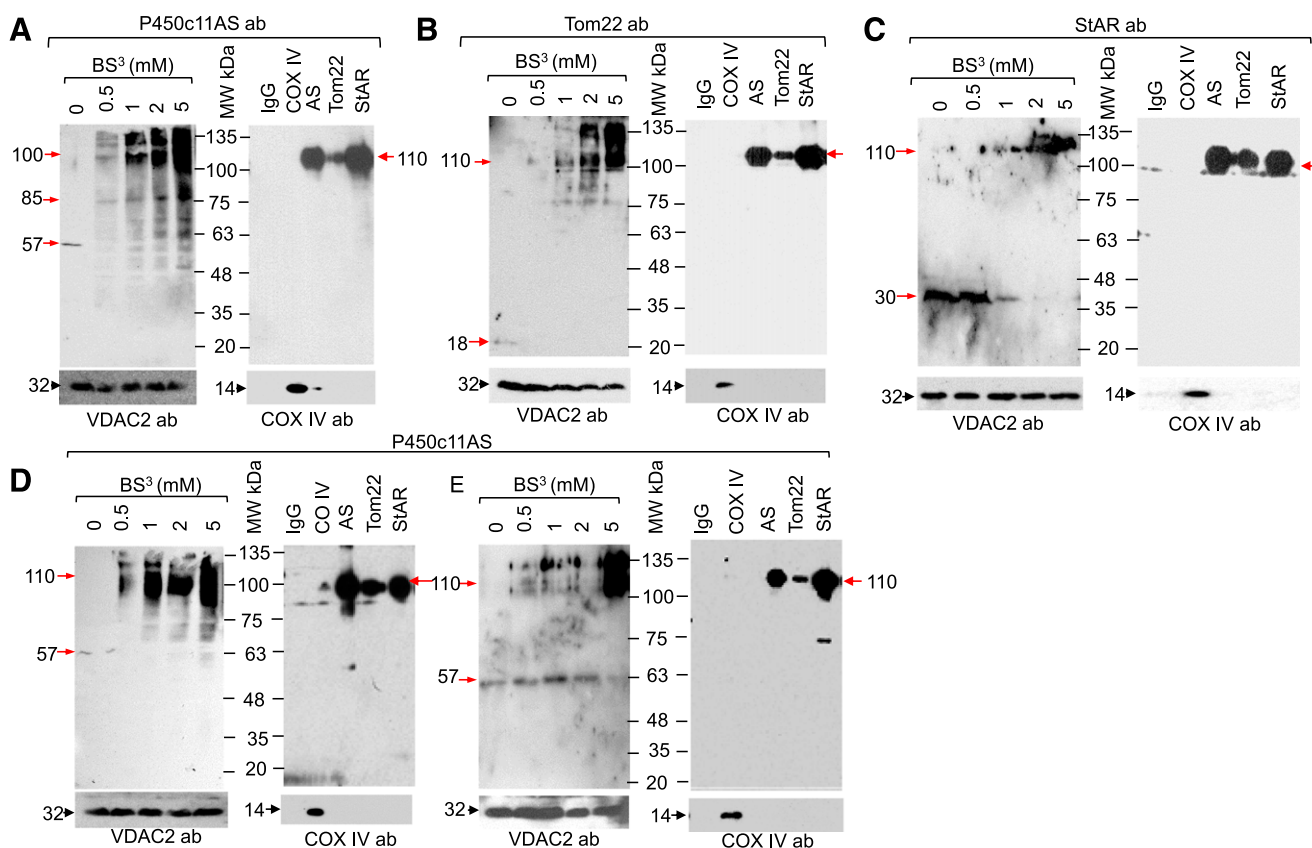 A
P450c11AS ab
BS³ (mM)
0 0.5 1 2 5
MW kDa
IgG COX IV AS Tom22 StAR
100
85
57
135
100
75
63
48
35
20
110
32
14
VDAC2 ab
COX IV ab
B
Tom22 ab
BS³ (mM)
0 0.5 1 2 5
MW kDa
IgG COX IV AS Tom22 StAR
110
18
135
100
75
63
48
35
20
32
14
VDAC2 ab
COX IV ab
C
StAR ab
BS³ (mM)
0 0.5 1 2 5
MW kDa
IgG COX IV AS Tom22 StAR
110
30
135
100
75
63
48
35
20
32
14
VDAC2 ab
COX IV ab
P450c11AS
D
BS³ (mM)
0 0.5 1 2 5
MW kDa
IgG CO IV AS Tom22 StAR
110
57
135
100
75
63
48
35
20
32
14
VDAC2 ab
COX IV ab
E
BS³ (mM)
0 0.5 1 2 5
MW kDa
IgG COX IV AS Tom22 StAR
110
57
135
100
75
63
48
35
20
110
32
14
VDAC2 ab
COX IV ab